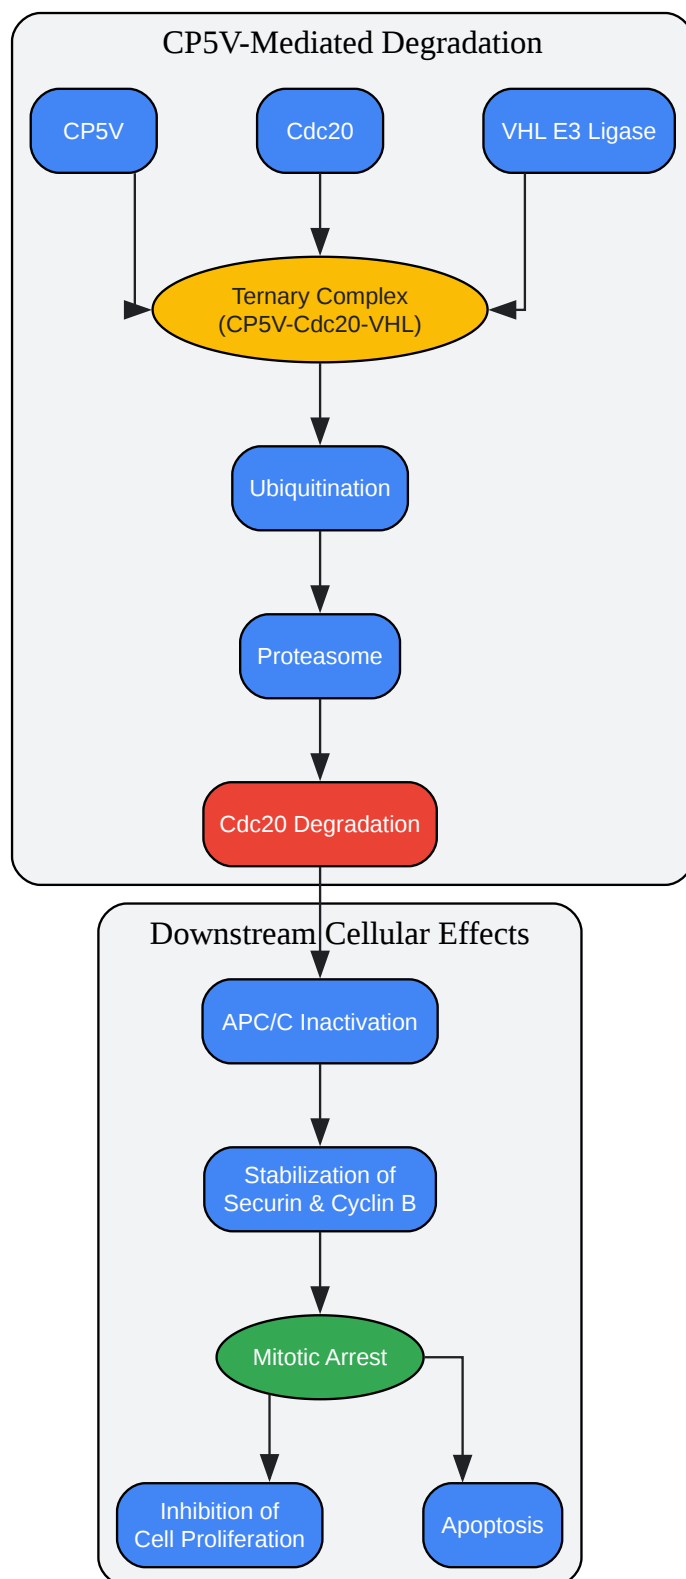 CP5V-Mediated Degradation
CP5V
Cdc20
VHL E3 Ligase
Ternary Complex
(CP5V-Cdc20-VHL)
Ubiquitination
Proteasome
Cdc20 Degradation
Downstream Cellular Effects
APC/C Inactivation
Stabilization of
Securin & Cyclin B
Mitotic Arrest
Inhibition of
Cell Proliferation
Apoptosis